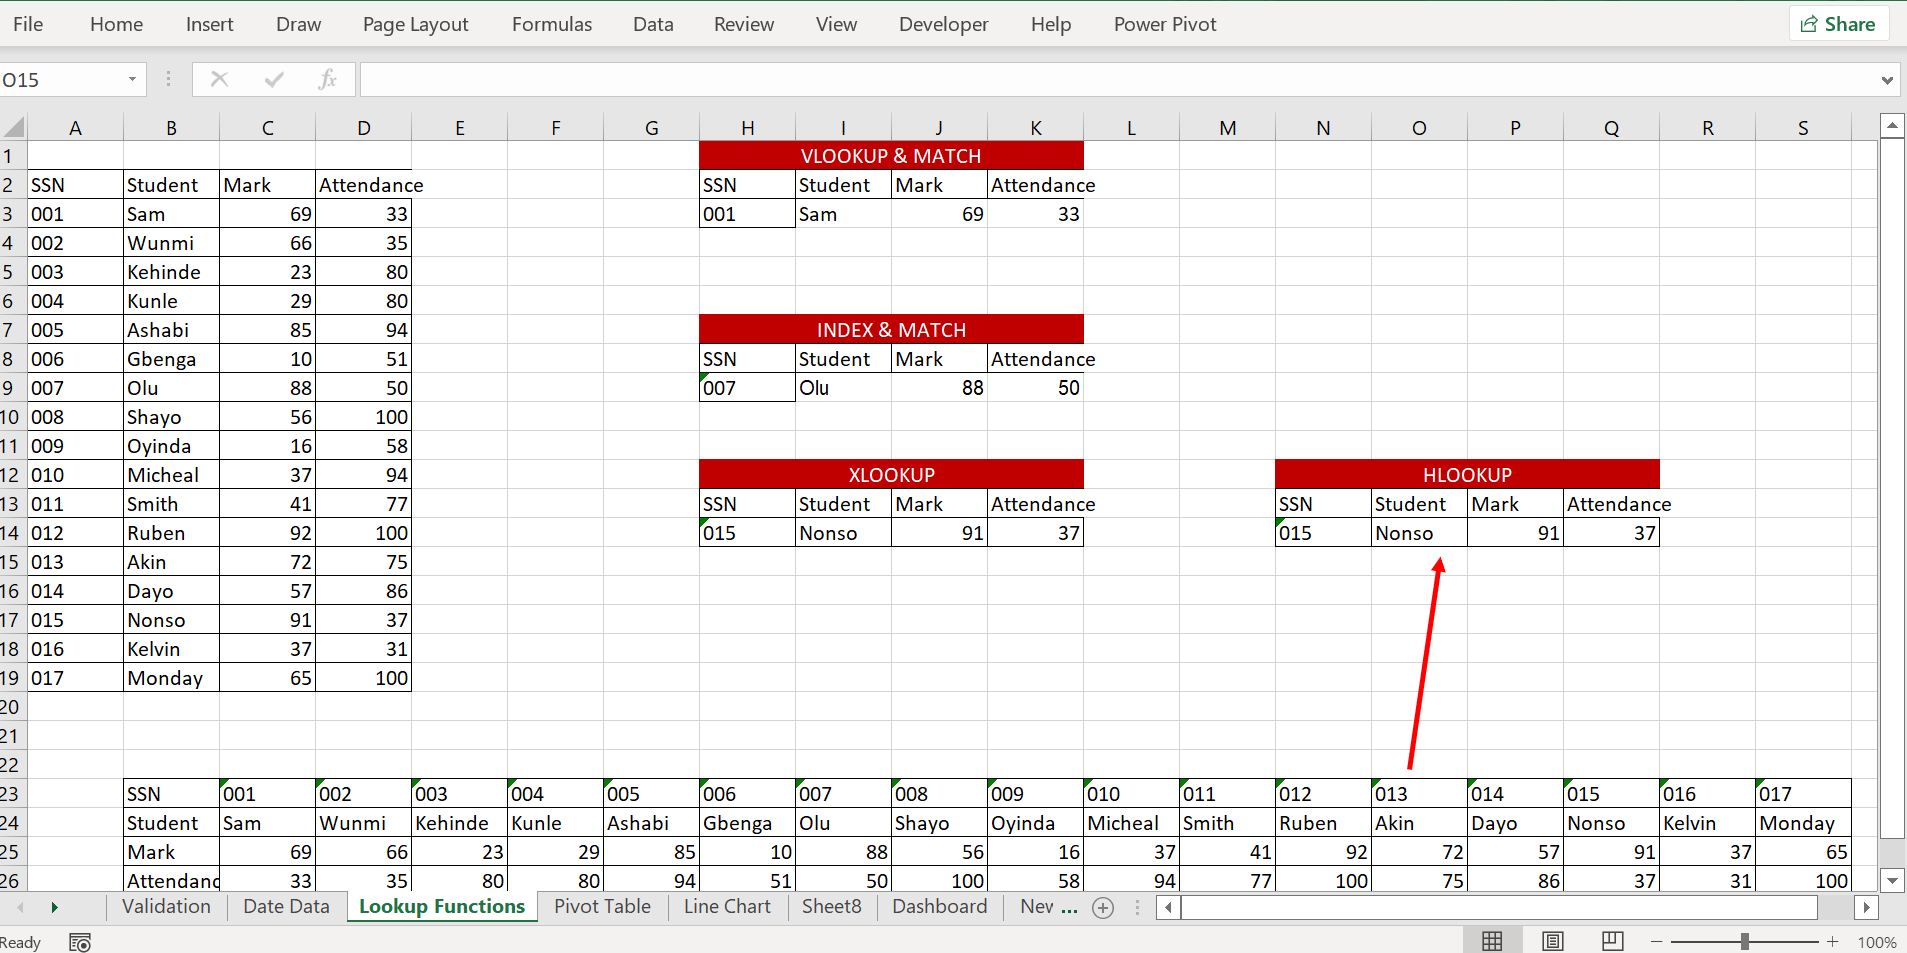 File Home Insert Draw Page Layout Formulas Data Review View Developer Help Power Pivot Share
O15 fx
A B C D E F G H I J K L M N O P Q R S
1 VLOOKUP & MATCH
2 SSN Student Mark Attendance SSN Student Mark Attendance
3 001 Sam 69 33 001 Sam 69 33
4 002 Wunmi 66 35
5 003 Kehinde 23 80
6 004 Kunle 29 80
7 005 Ashabi 85 94 INDEX & MATCH
8 006 Gbenga 10 51 SSN Student Mark Attendance
9 007 Olu 88 50 007 Olu 88 50
10 008 Shayo 56 100
11 009 Oyinda 16 58
12 010 Micheal 37 94 XLOOKUP HLOOKUP
13 011 Smith 41 77 SSN Student Mark Attendance SSN Student Mark Attendance
14 012 Ruben 92 100 015 Nonso 91 37 015 Nonso 91 37
15 013 Akin 72 75
16 014 Dayo 57 86
17 015 Nonso 91 37
18 016 Kelvin 37 31
19 017 Monday 65 100
20
21
22
23 SSN 001 002 003 004 005 006 007 008 009 010 011 012 013 014 015 016 017
24 Student Sam Wunmi Kehinde Kunle Ashabi Gbenga Olu Shayo Oyinda Micheal Smith Ruben Akin Dayo Nonso Kelvin Monday
25 Mark 69 66 23 29 85 10 88 56 16 37 41 92 72 57 91 37 65
26 Attendanc 33 35 80 80 94 51 50 100 58 94 77 100 75 86 37 31 100
Validation Date Data Lookup Functions Pivot Table Line Chart Sheet8 Dashboard New ...
Ready 100%